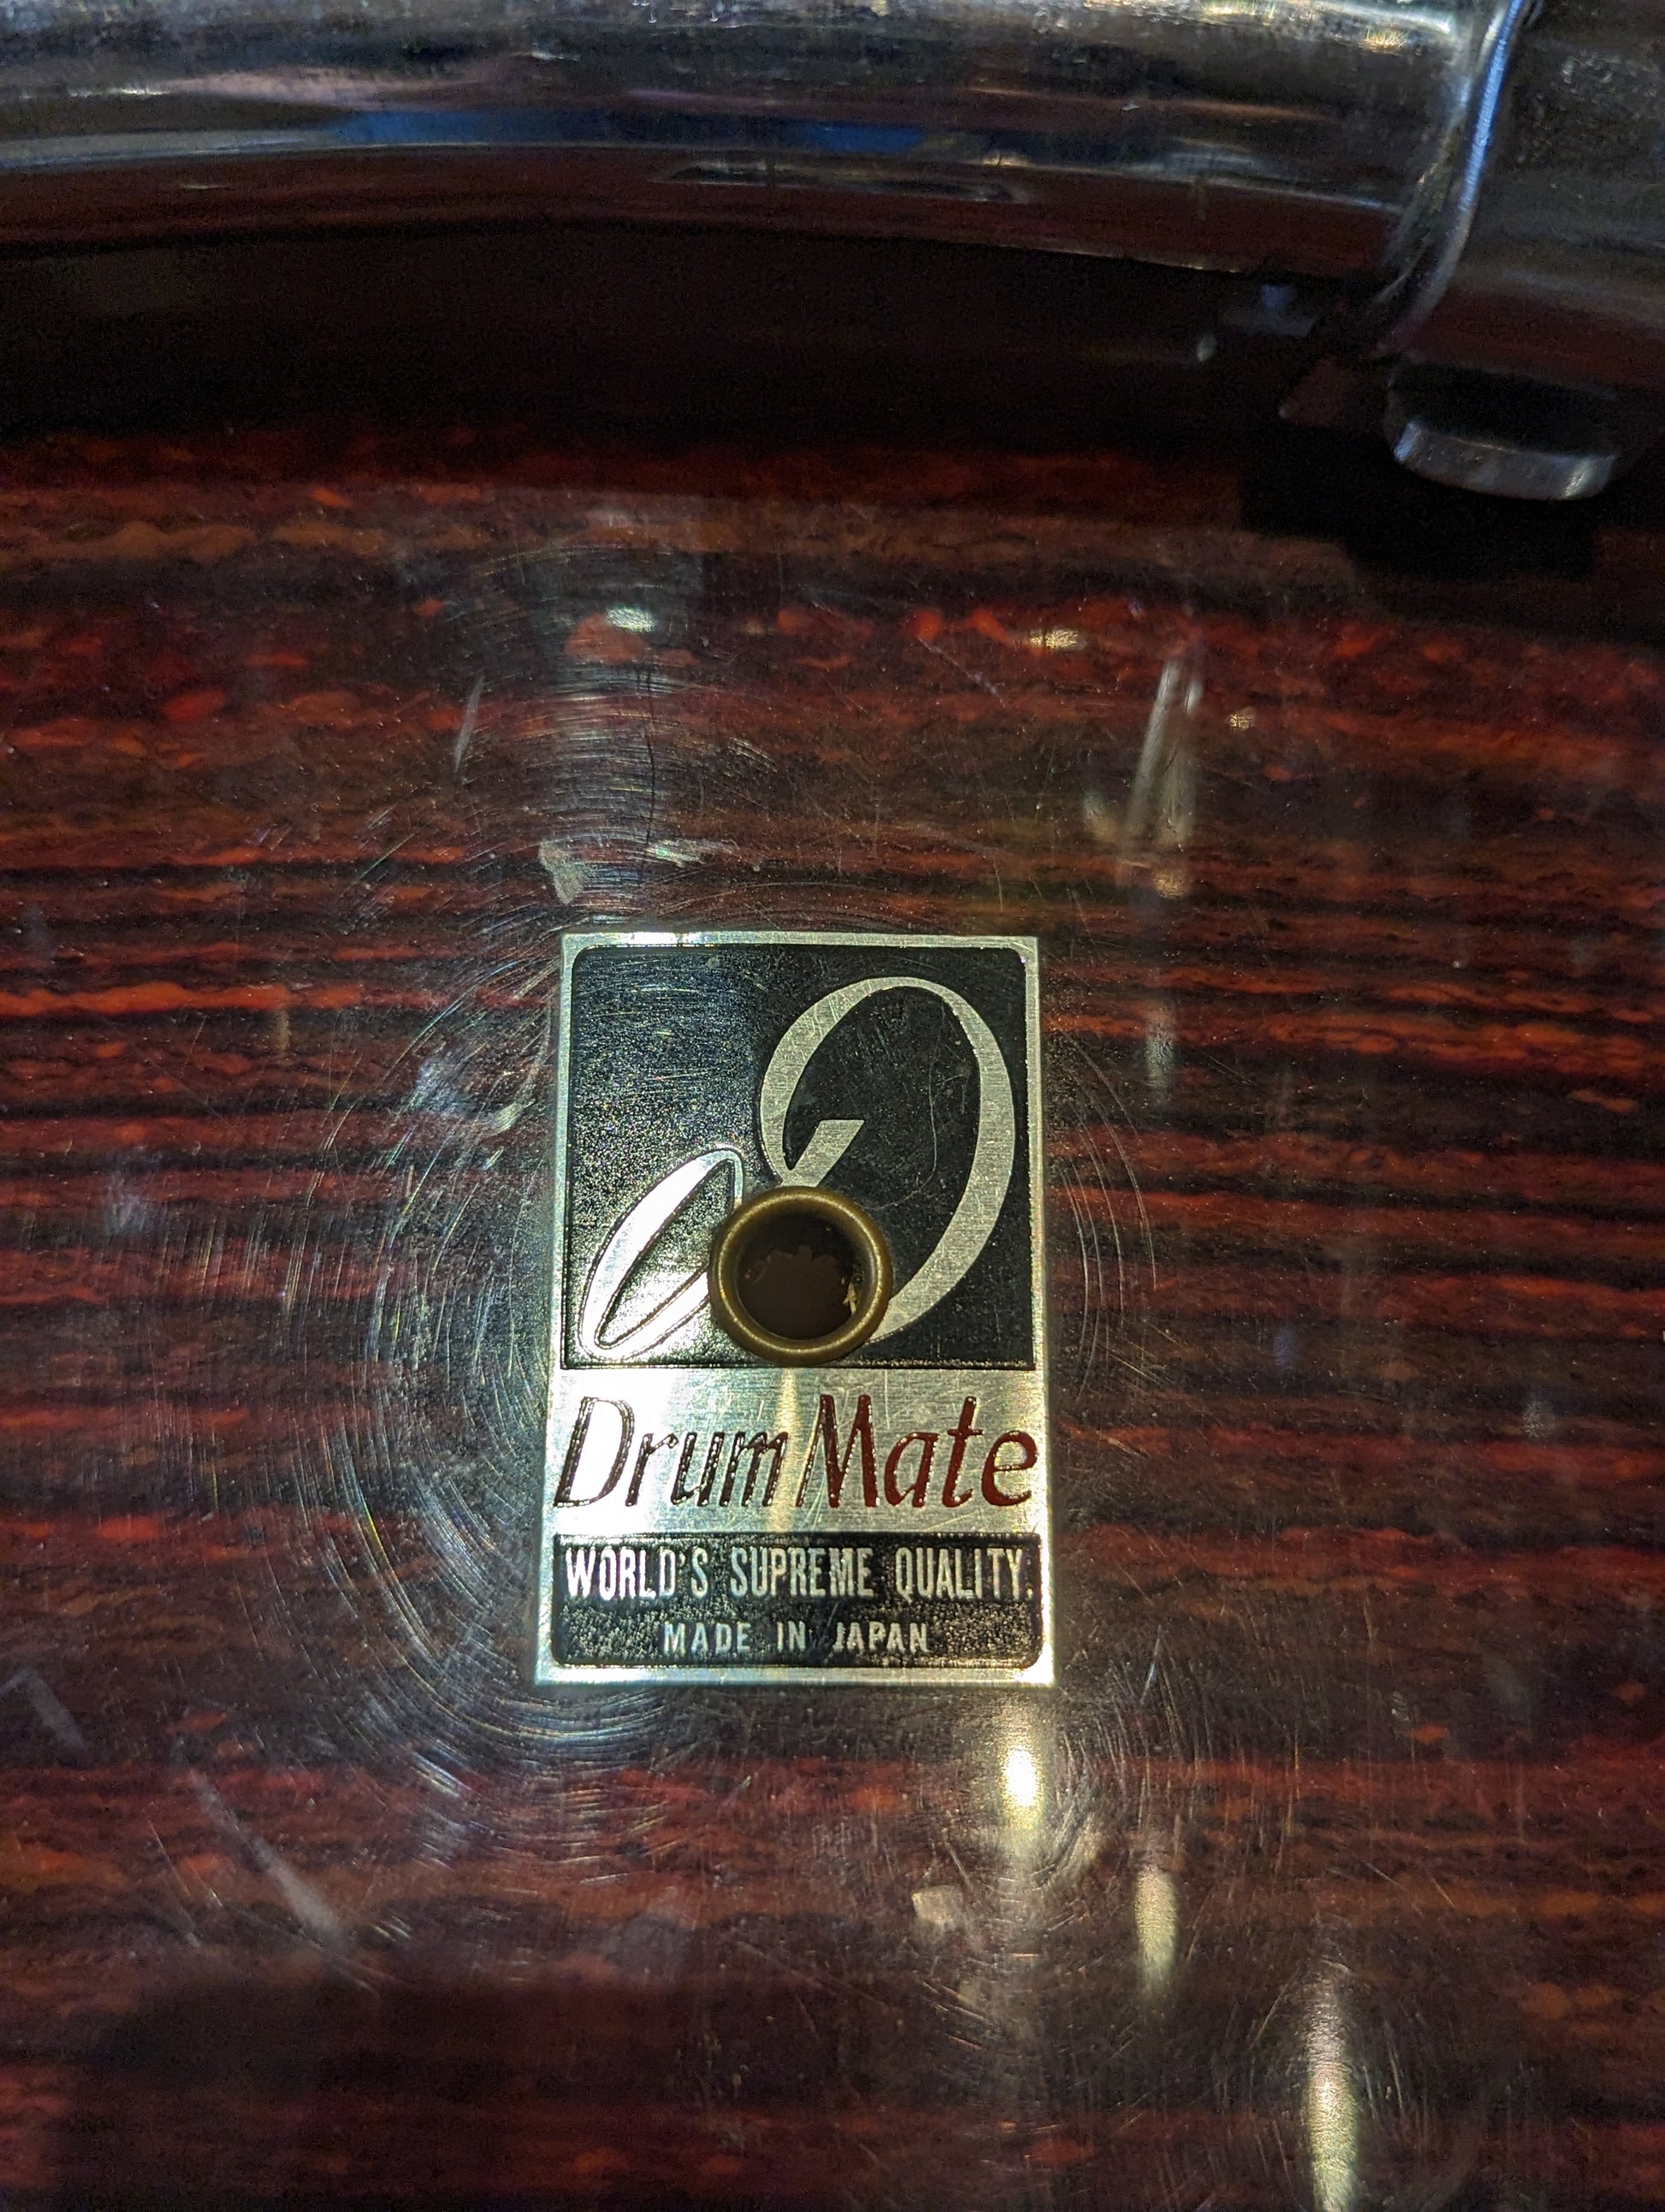 D
Drum Mate
WORLD'S SUPREME QUALITY.
MADE IN JAPAN